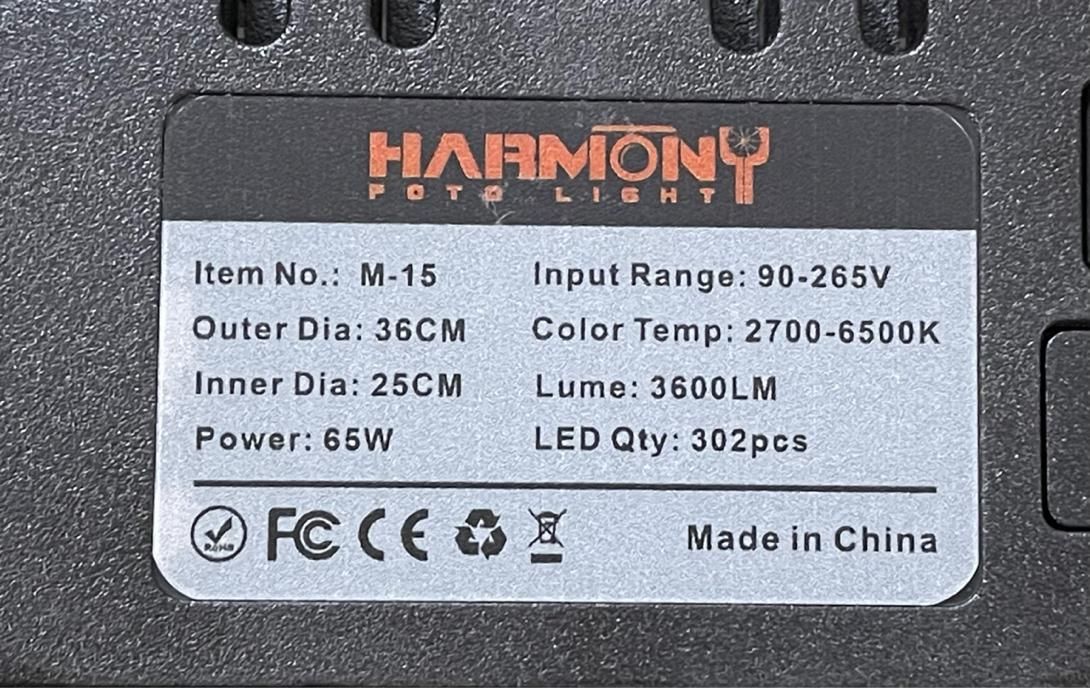 HARMONY
FOTO LIGHT
Item No.: M-15 Input Range: 90-265V
Outer Dia: 36CM Color Temp: 2700-6500K
Inner Dia: 25CM Lume: 3600LM
Power: 65W LED Qty: 302pcs
RoHS FC CE Made in China